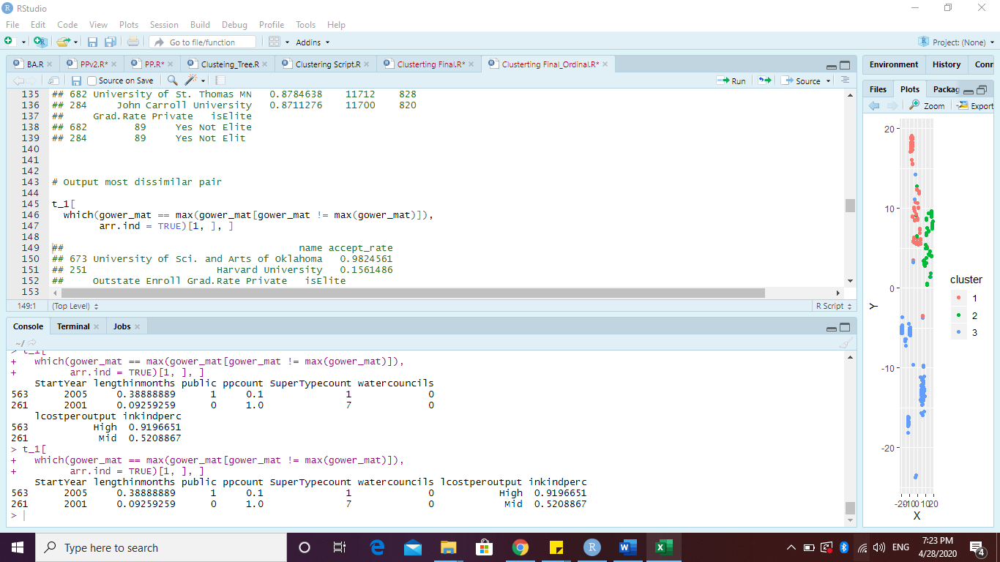 RStudio
File Edit Code View Plots Session Build Debug Profile Tools Help
Go to file/function Addins Project: (None)
BA.R PPv2.R* PP.R* Clusteing_Tree.R Clustering Script.R Clusterting Final.R* Clusterting Final_Ordinal.R*
Source on Save Run Source
135 ## 682 University of St. Thomas MN 0.8784638 11712 828
136 ## 284 John Carroll University 0.8711276 11700 820
137 ## Grad.Rate Private isElite
138 ## 682 89 Yes Not Elite
139 ## 284 89 Yes Not Elit
140
141
142
143 # Output most dissimilar pair
144
145 t_1[
146 which(gower_mat == max(gower_mat[gower_mat != max(gower_mat)]),
147 arr.ind = TRUE)[1, ], ]
148
149 ## name accept_rate
150 ## 673 University of Sci. and Arts of Oklahoma 0.9824561
151 ## 251 Harvard University 0.1561486
152 ## Outstate Enroll Grad.Rate Private isElite
153
149:1 (Top Level) R Script
Console Terminal Jobs
~/
> t_1[
+ which(gower_mat == max(gower_mat[gower_mat != max(gower_mat)]),
+ arr.ind = TRUE)[1, ], ]
StartYear lengthinmonths public ppcount SuperTypecount watercouncils
563 2005 0.38888889 1 0.1 1 0
261 2001 0.09259259 0 1.0 7 0
lcostperoutput inkindperc
563 High 0.9196651
261 Mid 0.5208867
> t_1[
+ which(gower_mat == max(gower_mat[gower_mat != max(gower_mat)]),
+ arr.ind = TRUE)[1, ], ]
StartYear lengthinmonths public ppcount SuperTypecount watercouncils lcostperoutput inkindperc
563 2005 0.38888889 1 0.1 1 0 High 0.9196651
261 2001 0.09259259 0 1.0 7 0 Mid 0.5208867
>
Environment History Conn
Files Plots Packag
Zoom Export
20
10
0
-10
-20
Y
-20 -10 0 10 20
X
cluster
1
2
3
Type here to search
ENG
7:23 PM
4/28/2020
4